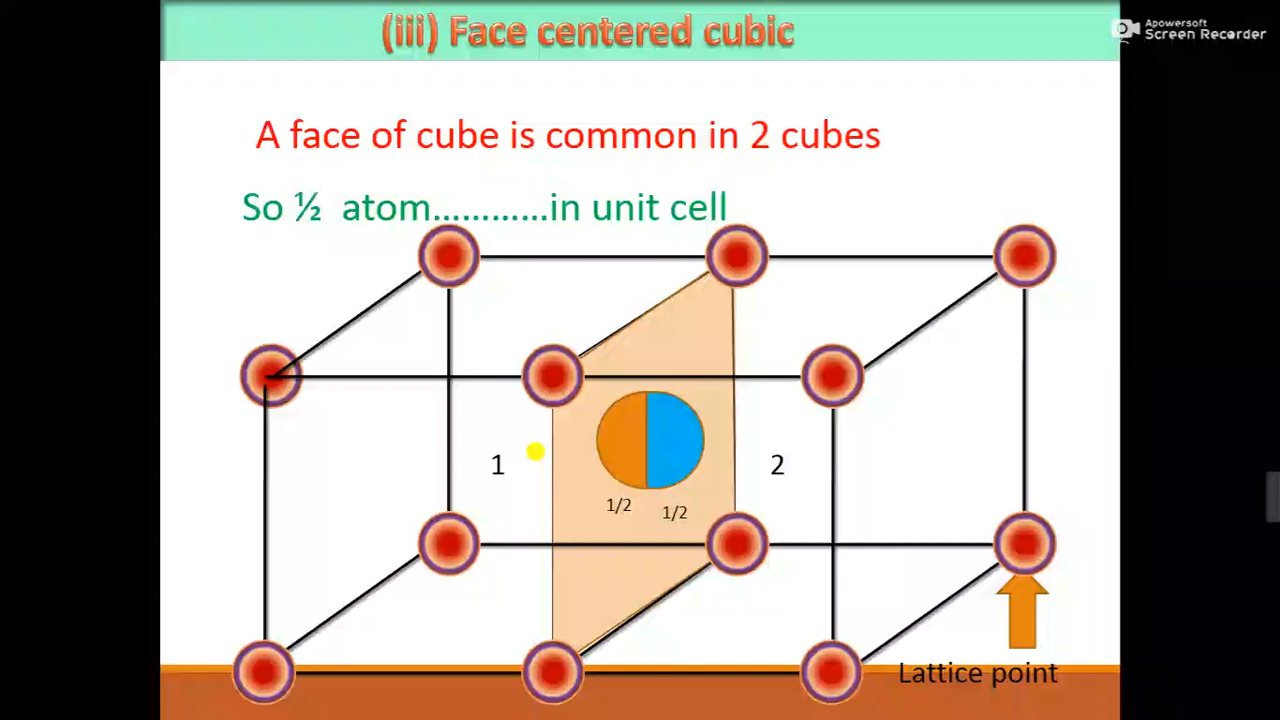 (iii) Face centered cubic
Apowersoft
Screen Recorder
A face of cube is common in 2 cubes
So ½ atom............in unit cell
1
2
1/2
1/2
Lattice point